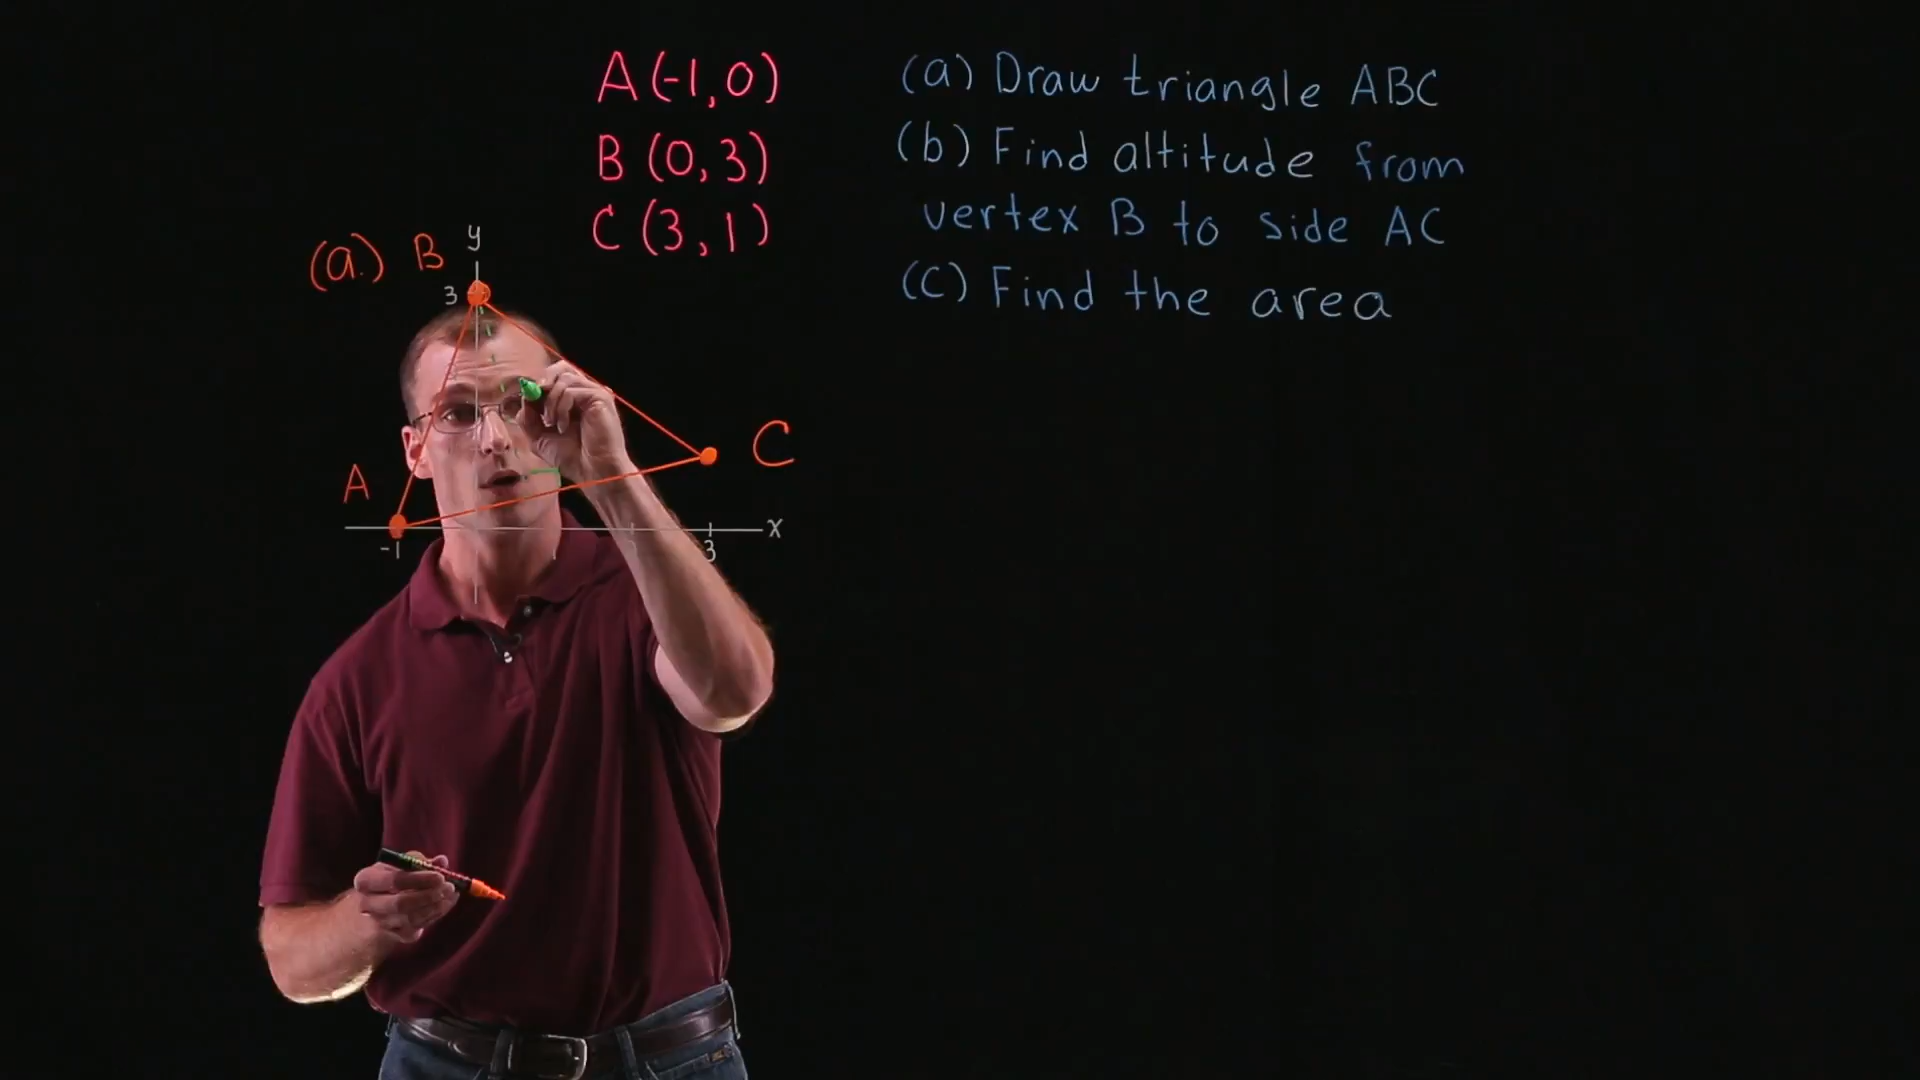 A (-1, 0)
B (0, 3)
C (3, 1)
(a) Draw triangle ABC
(b) Find altitude from
vertex B to side AC
(C) Find the area
(a.) B y
3
A
C
x
-1
3